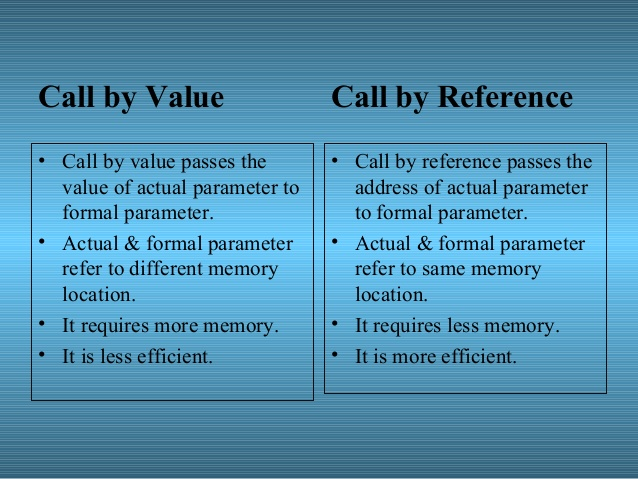 Call by Value
• Call by value passes the
value of actual parameter to
formal parameter.
• Actual & formal parameter
refer to different memory
location.
• It requires more memory.
• It is less efficient.
Call by Reference
• Call by reference passes the
address of actual parameter
to formal parameter.
• Actual & formal parameter
refer to same memory
location.
• It requires less memory.
• It is more efficient.